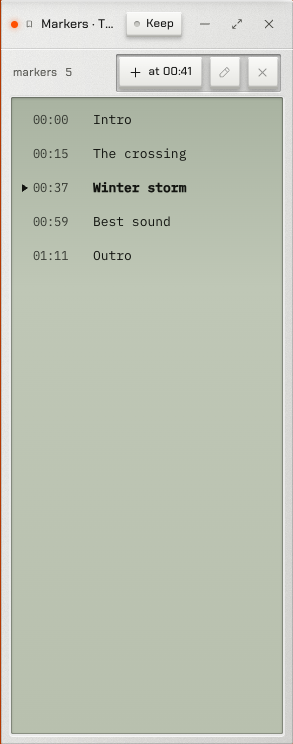 Markers · T... Keep
markers 5 + at 00:41
00:00 Intro
00:15 The crossing
00:37 Winter storm
00:59 Best sound
01:11 Outro